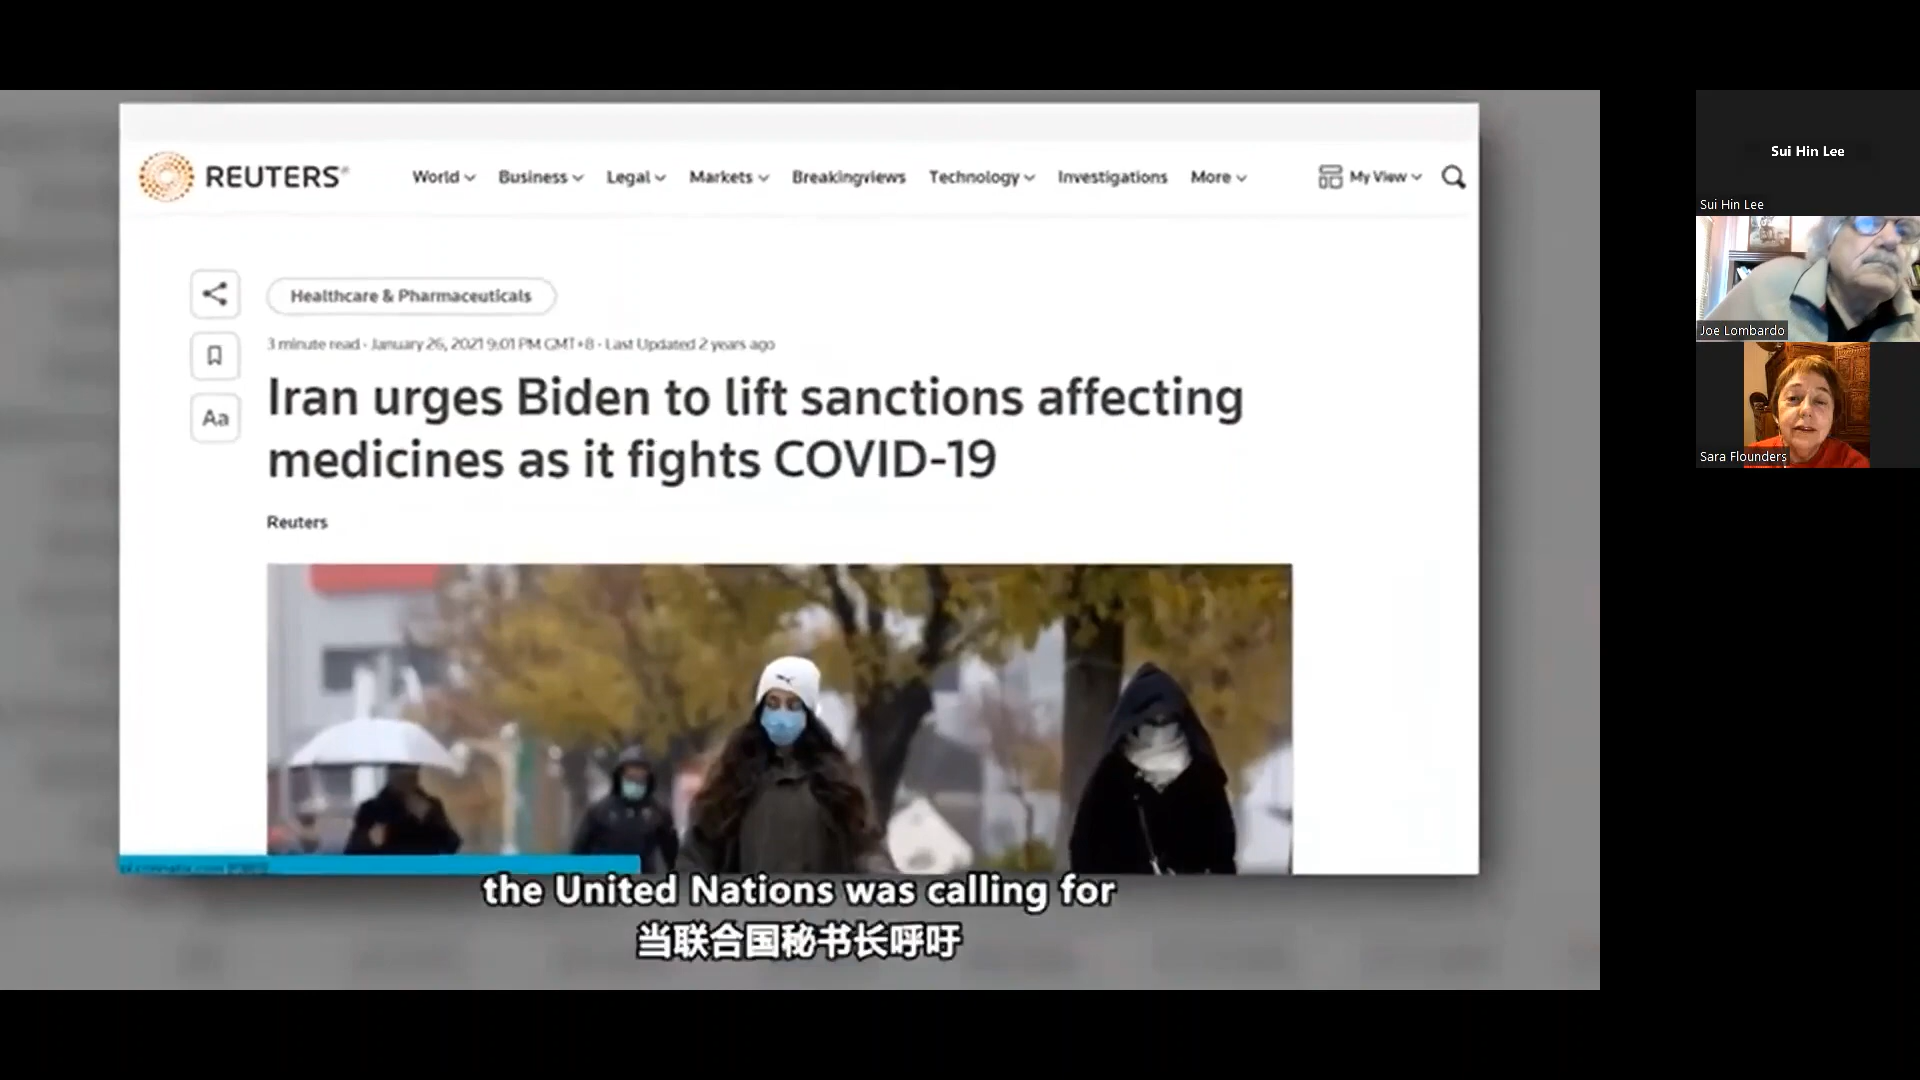 REUTERS
World Business Legal Markets Breakingviews Technology Investigations More My View
Healthcare & Pharmaceuticals
3 minute read · January 26, 2021 9:01 PM GMT+8 · Last Updated 2 years ago
Aa
Iran urges Biden to lift sanctions affecting
medicines as it fights COVID-19
Reuters
the United Nations was calling for
当联合国秘书长呼吁
Sui Hin Lee
Sui Hin Lee
Joe Lombardo
Sara Flounders